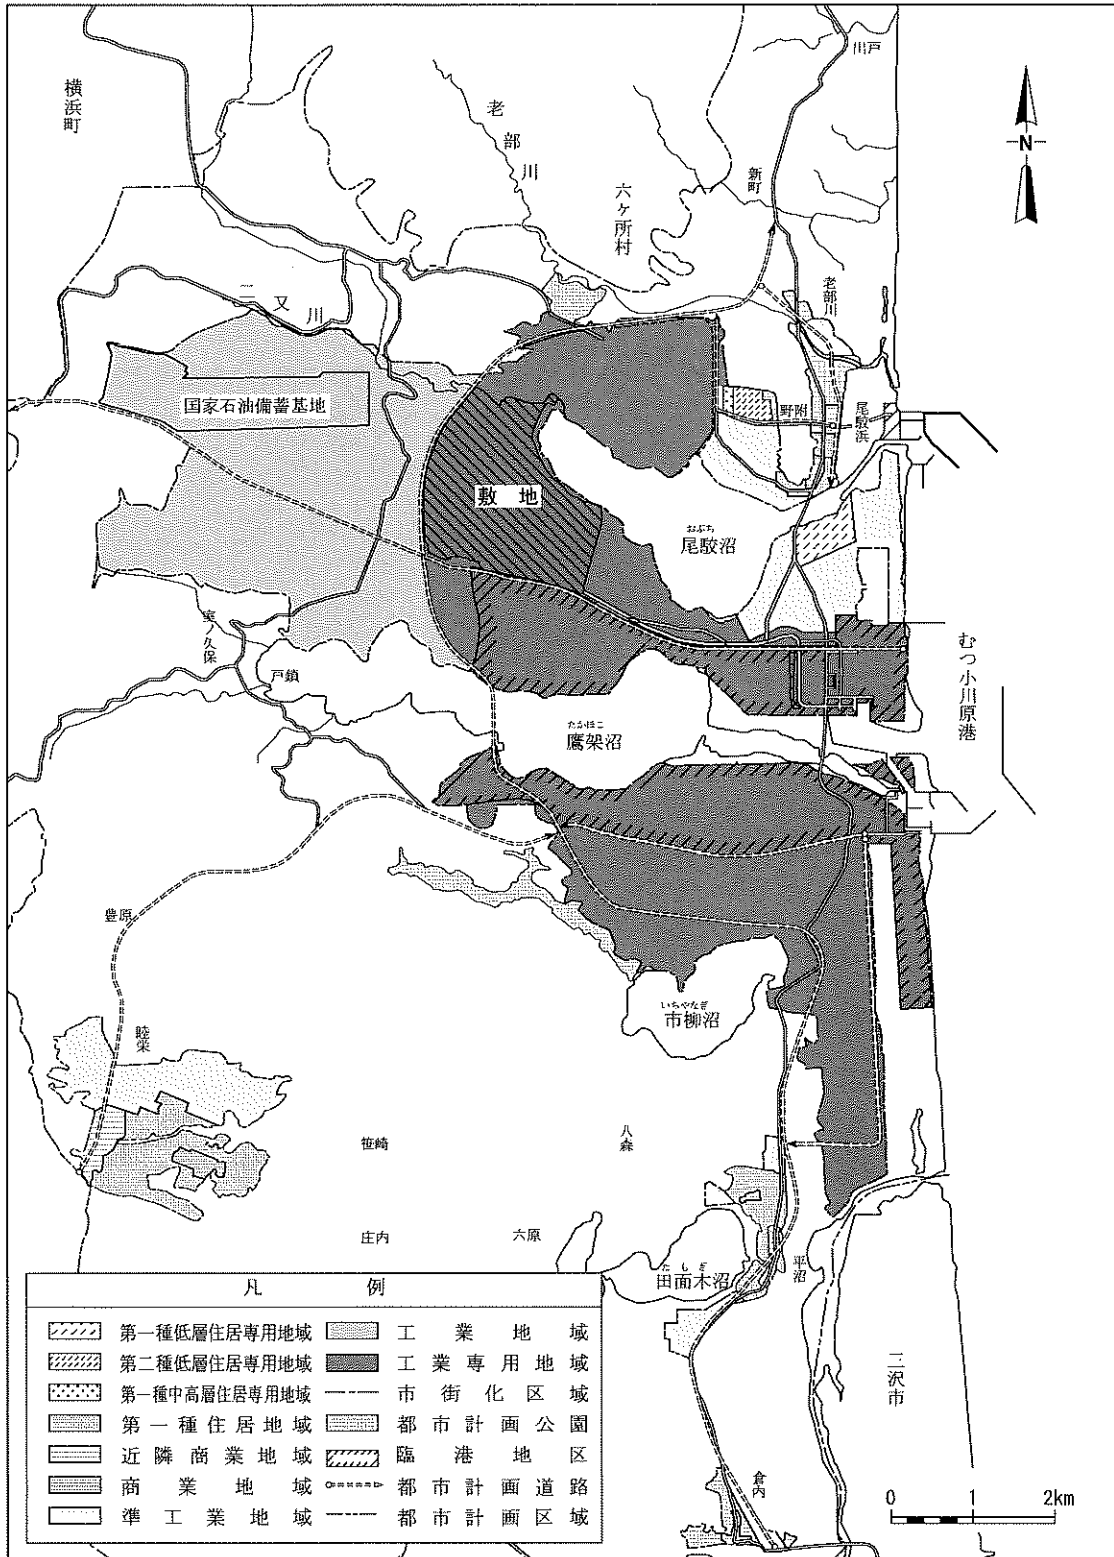 横浜町
老部川
六ヶ所村
戸川
新町
N
老部川
二又川
国家石油備蓄基地
野附
尾駮浜
敷地
おぶち
尾駮沼
室ノ久保
戸鎖
むつ小川原港
たかほこ
鷹架沼
豊原
いちやなぎ
市柳沼
睦栄
笹崎
八森
庄内
六原
たしぎ
田面木沼
平沼
三沢市
倉内
0 1 2km
凡例
第一種低層住居専用地域
工業地域
第二種低層住居専用地域
工業専用地域
第一種中高層住居専用地域
市街化区域
第一種住居地域
都市計画公園
近隣商業地域
臨港地区
商業地域
都市計画道路
準工業地域
都市計画区域